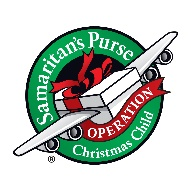 Samaritan's Purse
OPERATION
Christmas Child
®